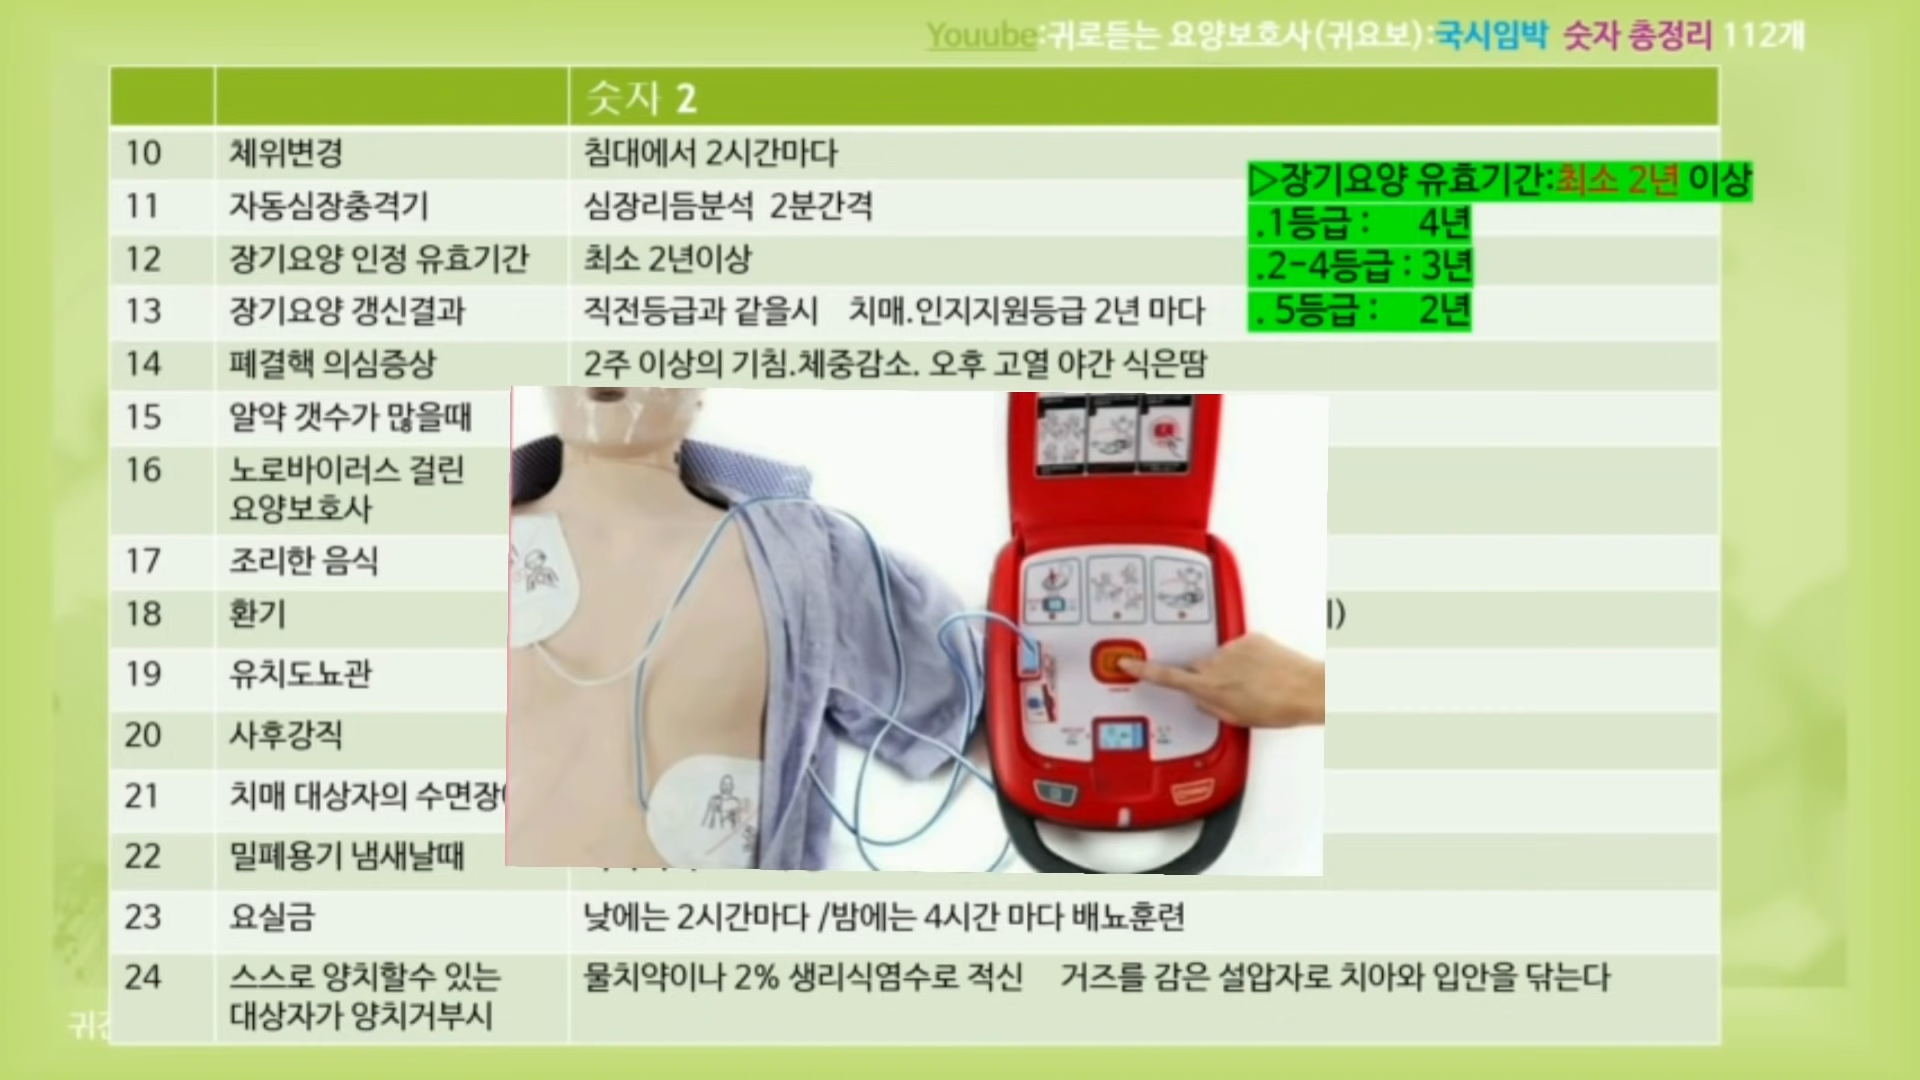 Youube:귀로듣는 요양보호사(귀요보):국시임박 숫자 총정리 112개
숫자 2
10 체위변경 침대에서 2시간마다
11 자동심장충격기 심장리듬분석 2분간격
12 장기요양 인정 유효기간 최소 2년이상
13 장기요양 갱신결과 직전등급과 같을시 치매.인지지원등급 2년 마다
▷장기요양 유효기간:최소 2년 이상
.1등급 : 4년
.2-4등급 : 3년
. 5등급 : 2년
14 폐결핵 의심증상 2주 이상의 기침.체중감소. 오후 고열 야간 식은땀
15 알약 갯수가 많을때
16 노로바이러스 걸린
요양보호사
17 조리한 음식
18 환기
19 유치도뇨관
20 사후강직
21 치매 대상자의
22 밀폐용기 냄새날때
23 요실금 낮에는 2시간마다 /밤에는 4시간 마다 배뇨훈련
24 스스로 양치할수 있는 물치약이나 2% 생리식염수로 적신 거즈를 감은 설압자로 치아와 입안을 닦는다
대상자가 양치거부시